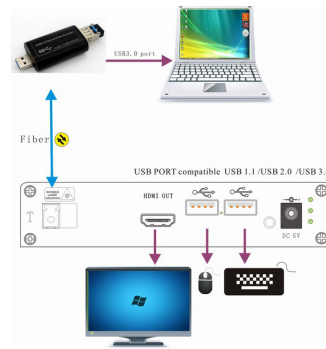 USB3.0 port
Fiber
USB PORT compatible USB 1.1 /USB 2.0 /USB 3.0
HDMI OUT
T
DC 5V